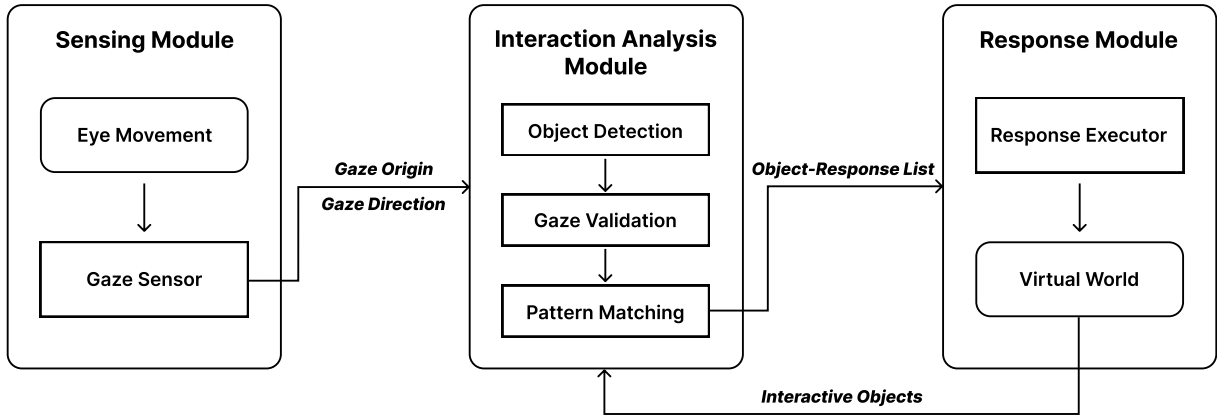 Sensing Module
Eye Movement
Gaze Sensor
Gaze Origin
Gaze Direction
Interaction Analysis
Module
Object Detection
Gaze Validation
Pattern Matching
Object-Response List
Response Module
Response Executor
Virtual World
Interactive Objects